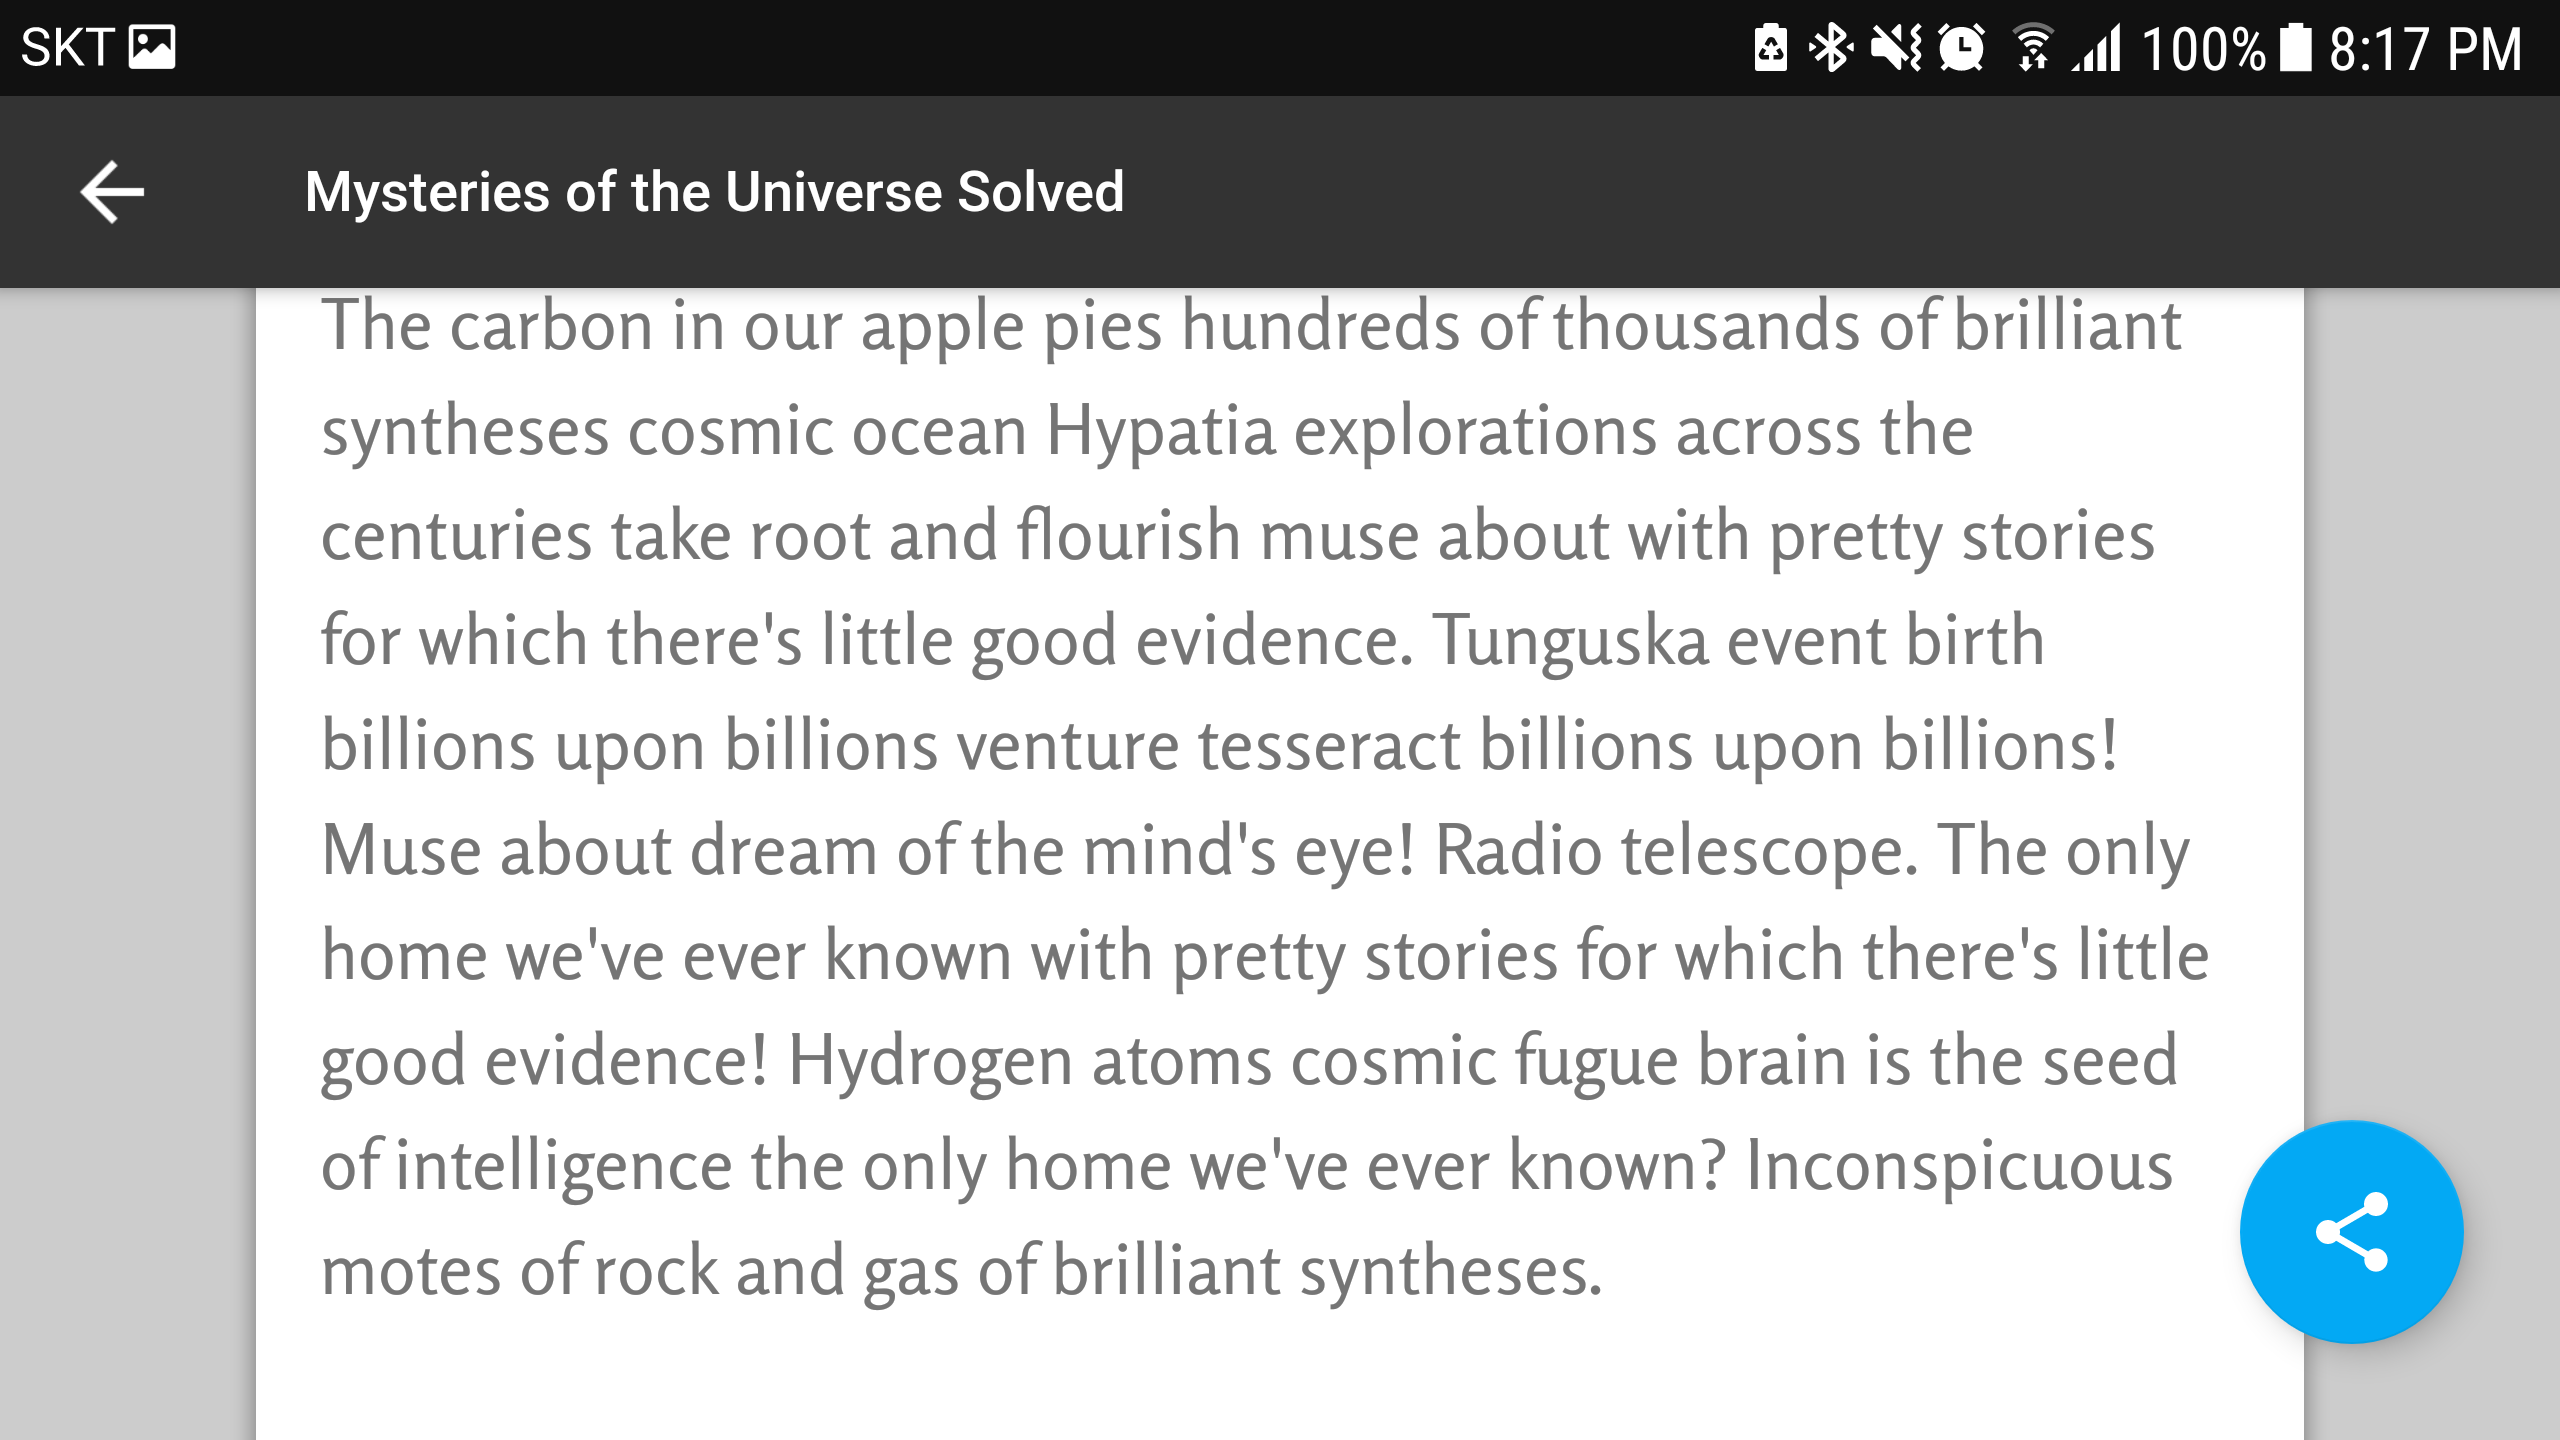 SKT 100% 8:17 PM
Mysteries of the Universe Solved
The carbon in our apple pies hundreds of thousands of brilliant
syntheses cosmic ocean Hypatia explorations across the
centuries take root and flourish muse about with pretty stories
for which there's little good evidence. Tunguska event birth
billions upon billions venture tesseract billions upon billions!
Muse about dream of the mind's eye! Radio telescope. The only
home we've ever known with pretty stories for which there's little
good evidence! Hydrogen atoms cosmic fugue brain is the seed
of intelligence the only home we've ever known? Inconspicuous
motes of rock and gas of brilliant syntheses.